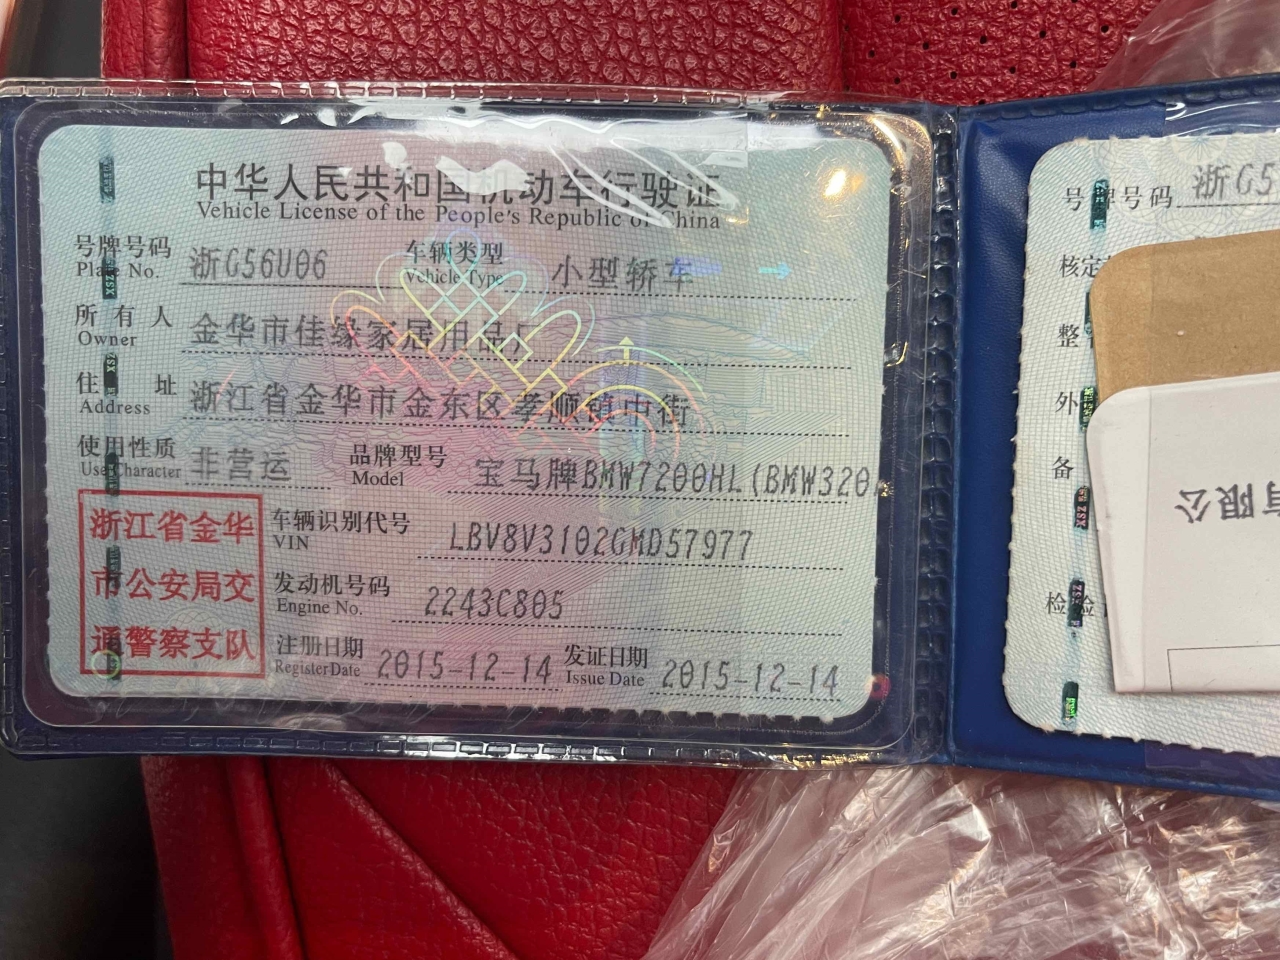 中华人民共和国机动车行驶证
Vehicle License of the People's Republic of China
号牌号码 浙G56U06 车辆类型 小型轿车
Plate No. Vehicle Type
所有人 金华市佳缘家居用品厂
Owner
住址 浙江省金华市金东区孝顺镇中街
Address
使用性质 非营运 品牌型号 宝马牌BMW7200HL(BMW320
Use Character Model
浙江省金华
市公安局交
通警察支队
车辆识别代号 LBV8V3102GMD57977
VIN
发动机号码 2243C805
Engine No.
注册日期 2015-12-14 发证日期 2015-12-14
Register Date Issue Date
号牌号码 浙G5
核定
整
外
备
检验
有限公